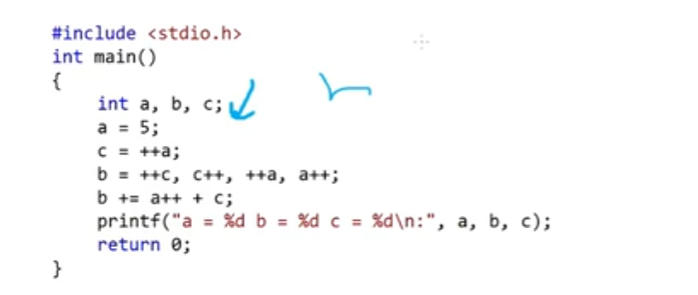 #include <stdio.h>
int main()
{
int a, b, c;
a = 5;
c = ++a;
b = ++c, c++, ++a, a++;
b += a++ + c;
printf("a = %d b = %d c = %d\n:", a, b, c);
return 0;
}